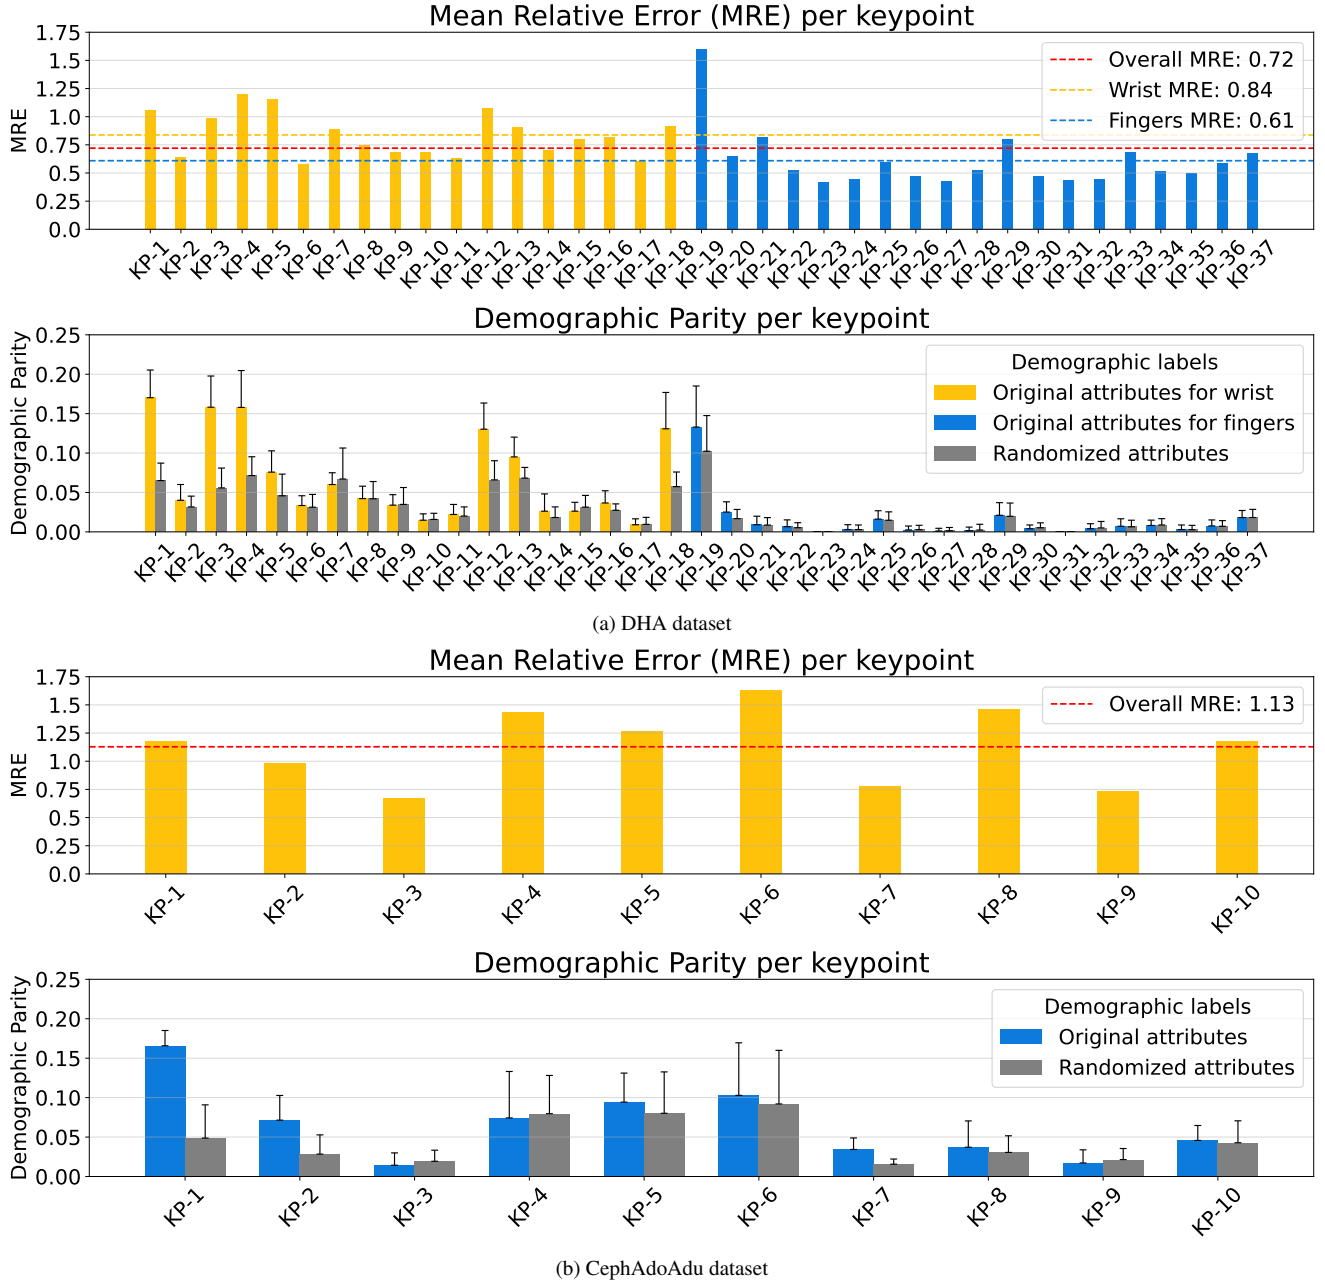 Mean Relative Error (MRE) per keypoint
MRE
1.75
1.5
1.25
1.0
0.75
0.5
0.25
0.0
Overall MRE: 0.72
Wrist MRE: 0.84
Fingers MRE: 0.61
KP-1 KP-2 KP-3 KP-4 KP-5 KP-6 KP-7 KP-8 KP-9 KP-10 KP-11 KP-12 KP-13 KP-14 KP-15 KP-16 KP-17 KP-18 KP-19 KP-20 KP-21 KP-22 KP-23 KP-24 KP-25 KP-26 KP-27 KP-28 KP-29 KP-30 KP-31 KP-32 KP-33 KP-34 KP-35 KP-36 KP-37
Demographic Parity per keypoint
Demographic Parity
0.25
0.20
0.15
0.10
0.05
0.00
Demographic labels
Original attributes for wrist
Original attributes for fingers
Randomized attributes
KP-1 KP-2 KP-3 KP-4 KP-5 KP-6 KP-7 KP-8 KP-9 KP-10 KP-11 KP-12 KP-13 KP-14 KP-15 KP-16 KP-17 KP-18 KP-19 KP-20 KP-21 KP-22 KP-23 KP-24 KP-25 KP-26 KP-27 KP-28 KP-29 KP-30 KP-31 KP-32 KP-33 KP-34 KP-35 KP-36 KP-37
(a) DHA dataset
Mean Relative Error (MRE) per keypoint
MRE
1.75
1.5
1.25
1.0
0.75
0.5
0.25
0.0
Overall MRE: 1.13
KP-1 KP-2 KP-3 KP-4 KP-5 KP-6 KP-7 KP-8 KP-9 KP-10
Demographic Parity per keypoint
Demographic Parity
0.25
0.20
0.15
0.10
0.05
0.00
Demographic labels
Original attributes
Randomized attributes
KP-1 KP-2 KP-3 KP-4 KP-5 KP-6 KP-7 KP-8 KP-9 KP-10
(b) CephAdoAdu dataset